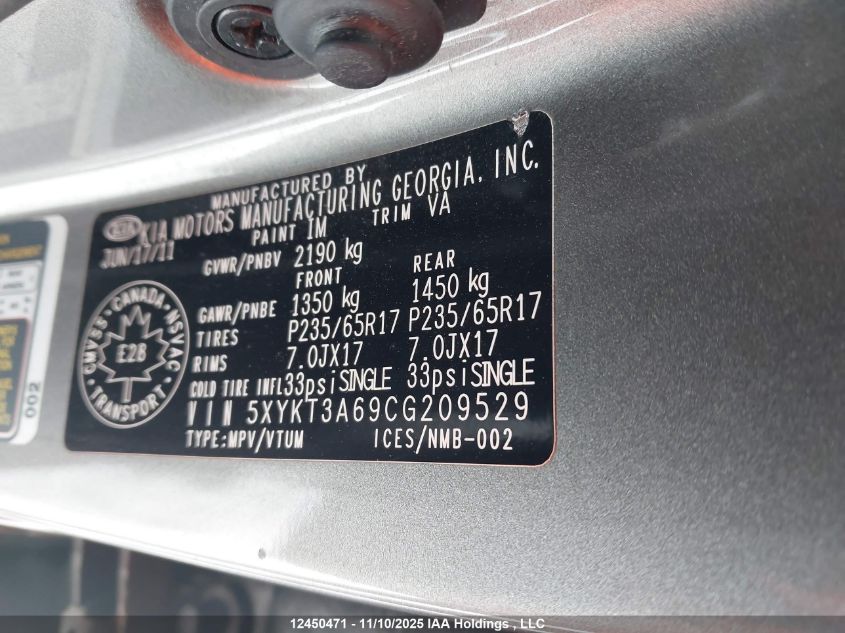 MANUFACTURED BY
KIA KIA MOTORS MANUFACTURING GEORGIA, INC.
JUN/17/11 PAINT 1M TRIM VA
GVWR/PNBV 2190 kg
FRONT REAR
GAWR/PNBE 1350 kg 1450 kg
TIRES P235/65R17 P235/65R17
RIMS 7.0JX17 7.0JX17
COLD TIRE INFL 33psi SINGLE 33psi SINGLE
VIN 5XYKT3A69CG209529
TYPE:MPV/VTUM ICES/NMB-002
CANADA
CMVSS NSVAC
E2B
TRANSPORT
002
12450471 - 11/10/2025 IAA Holdings , LLC